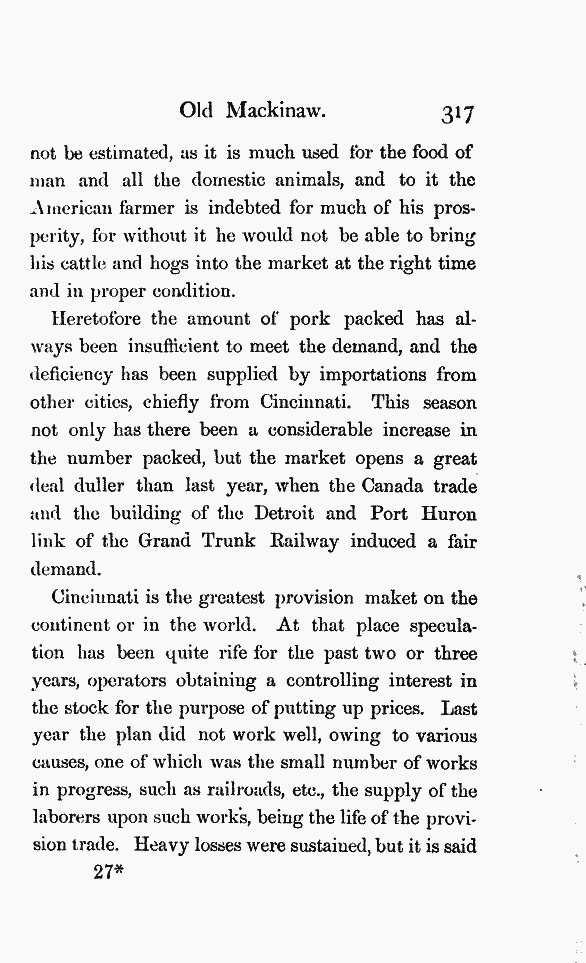 Old Mackinaw. 317
not be estimated, as it is much used for the food of
man and all the domestic animals, and to it the
American farmer is indebted for much of his pros-
perity, for without it he would not be able to bring
his cattle and hogs into the market at the right time
and in proper condition.
Heretofore the amount of pork packed has al-
ways been insufficient to meet the demand, and the
deficiency has been supplied by importations from
other cities, chiefly from Cincinnati. This season
not only has there been a considerable increase in
the number packed, but the market opens a great
deal duller than last year, when the Canada trade
and the building of the Detroit and Port Huron
link of the Grand Trunk Railway induced a fair
demand.
Cincinnati is the greatest provision maket on the
continent or in the world. At that place specula-
tion has been quite rife for the past two or three
years, operators obtaining a controlling interest in
the stock for the purpose of putting up prices. Last
year the plan did not work well, owing to various
causes, one of which was the small number of works
in progress, such as railroads, etc., the supply of the
laborers upon such works, being the life of the provi-
sion trade. Heavy losses were sustained, but it is said
27*